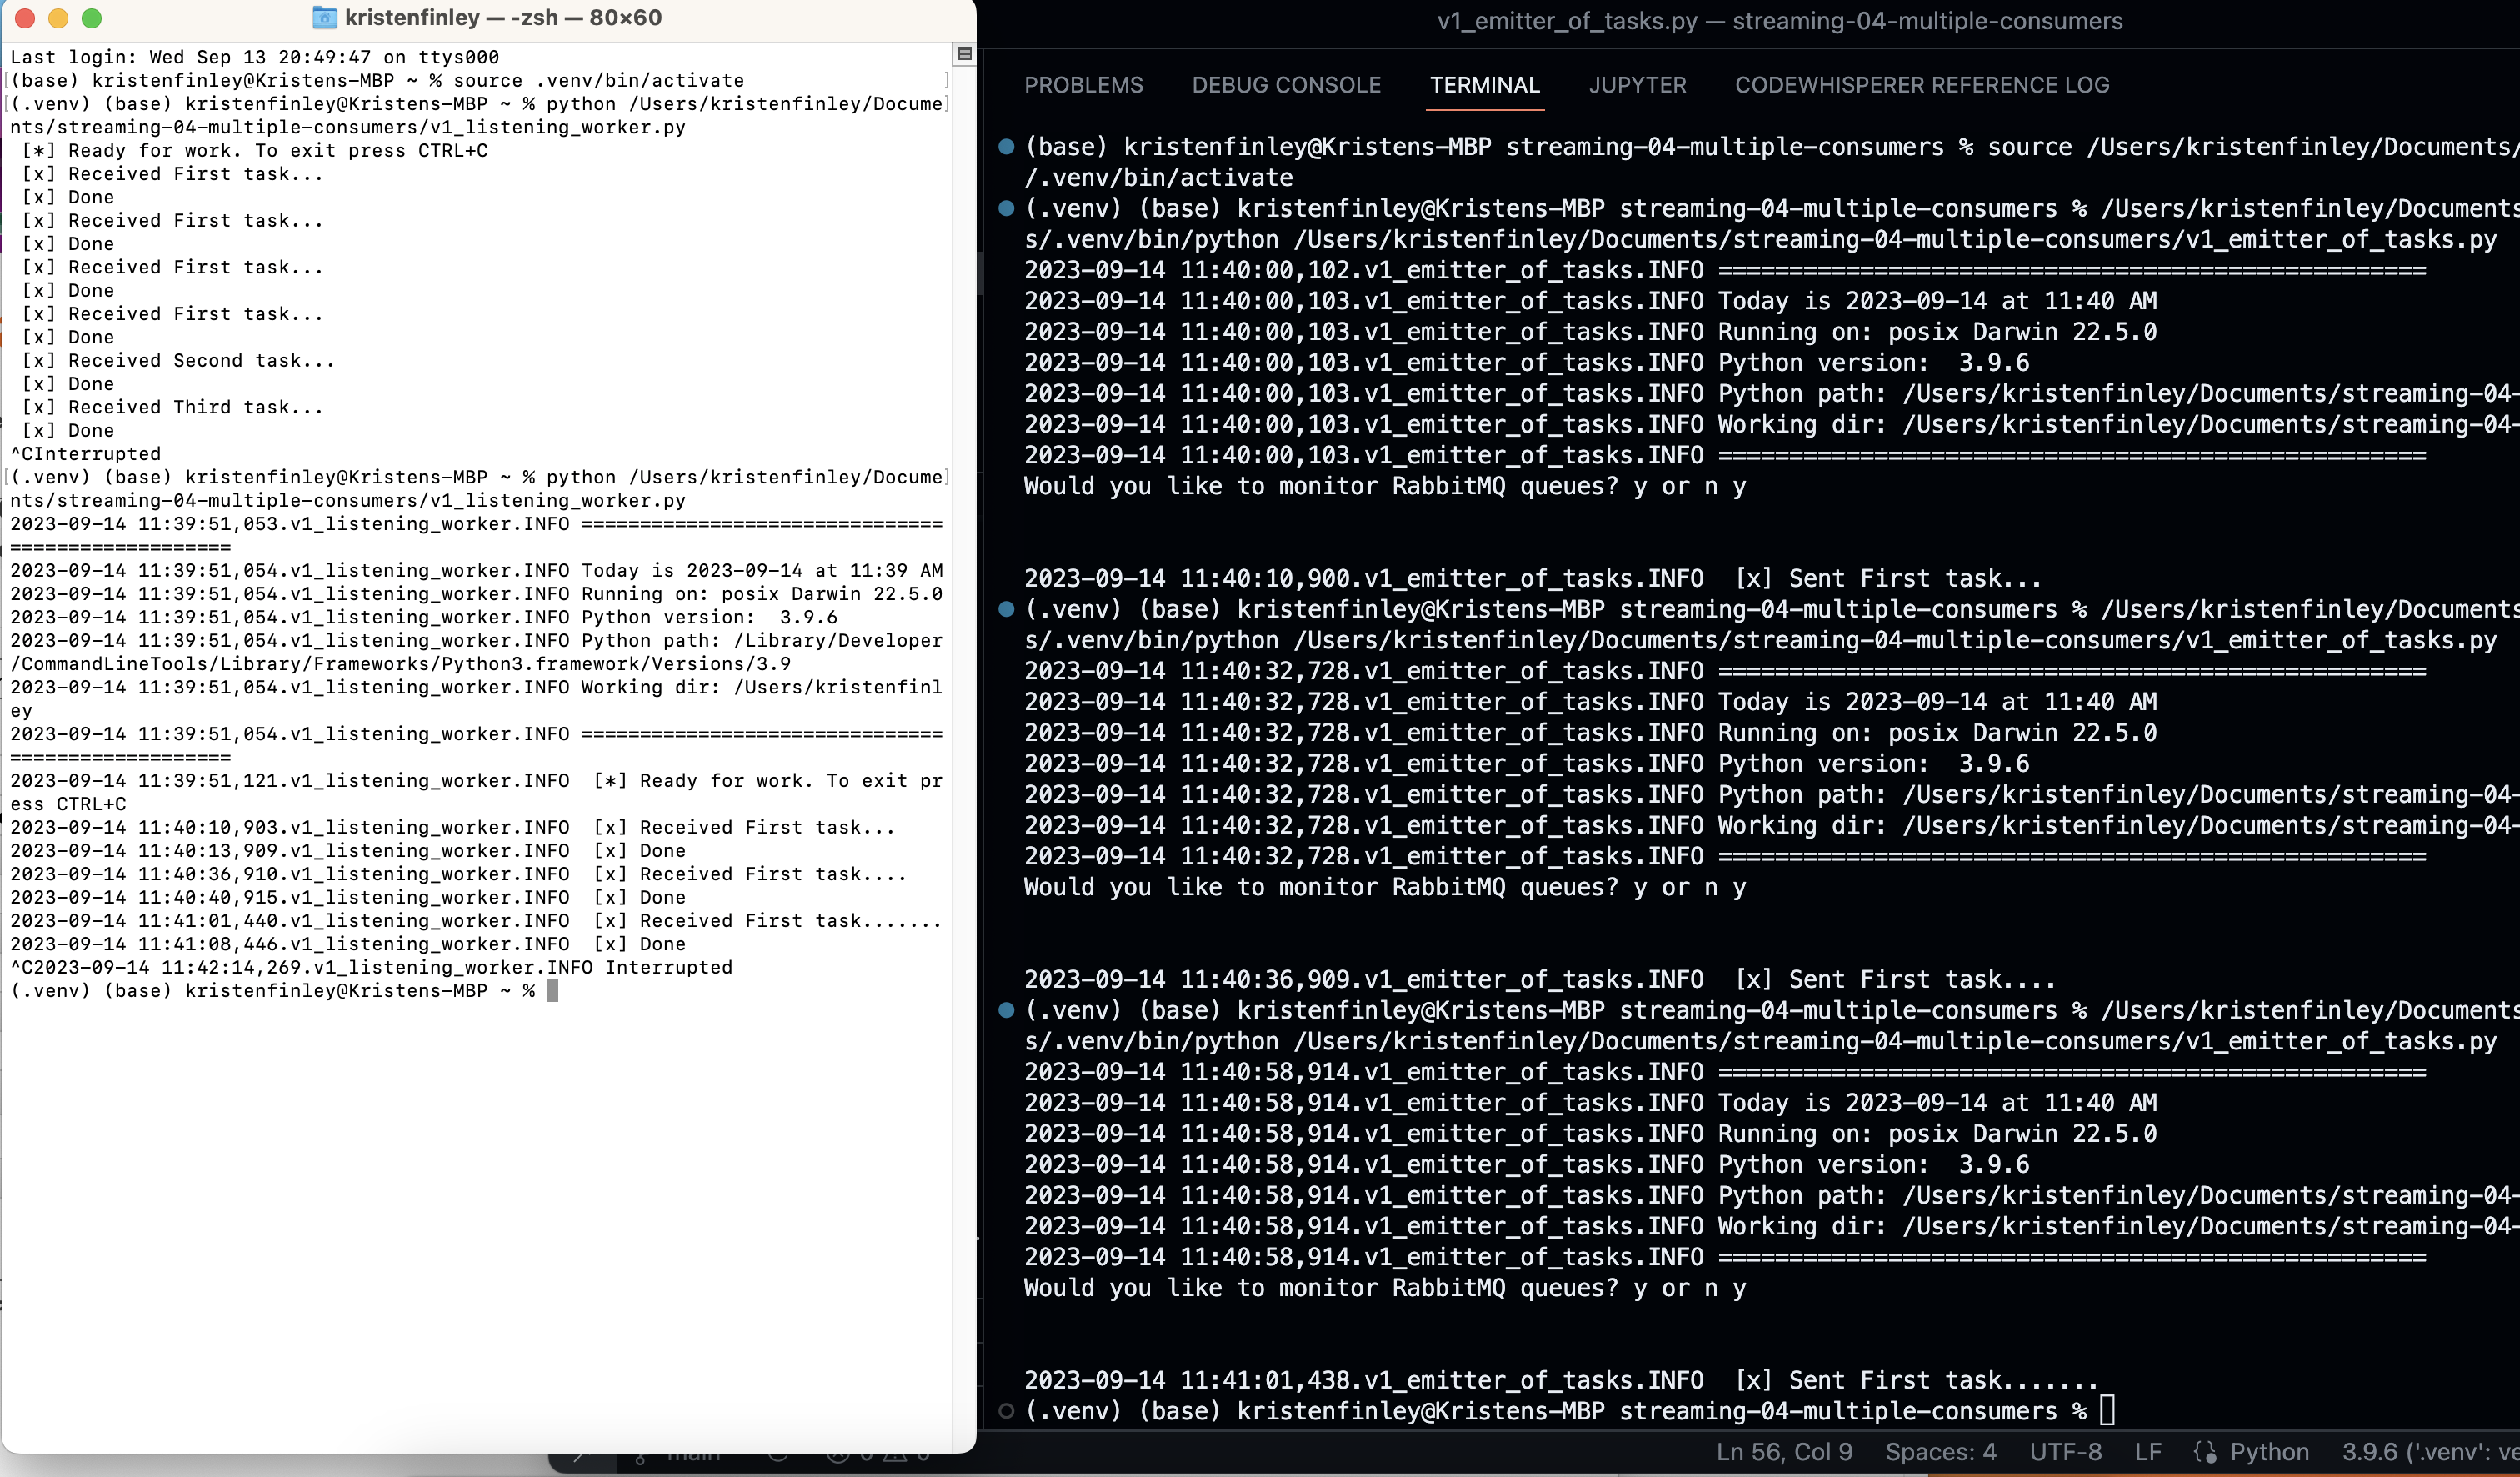 kristenfinley — -zsh — 80×60
Last login: Wed Sep 13 20:49:47 on ttys000
[(base) kristenfinley@Kristens-MBP ~ % source .venv/bin/activate ]
[(.venv) (base) kristenfinley@Kristens-MBP ~ % python /Users/kristenfinley/Docume]
nts/streaming-04-multiple-consumers/v1_listening_worker.py
[*] Ready for work. To exit press CTRL+C
[x] Received First task...
[x] Done
[x] Received First task...
[x] Done
[x] Received First task...
[x] Done
[x] Received First task...
[x] Done
[x] Received Second task...
[x] Done
[x] Received Third task...
[x] Done
^CInterrupted
[(.venv) (base) kristenfinley@Kristens-MBP ~ % python /Users/kristenfinley/Docume]
nts/streaming-04-multiple-consumers/v1_listening_worker.py
2023-09-14 11:39:51,053.v1_listening_worker.INFO ===============================
===================
2023-09-14 11:39:51,054.v1_listening_worker.INFO Today is 2023-09-14 at 11:39 AM
2023-09-14 11:39:51,054.v1_listening_worker.INFO Running on: posix Darwin 22.5.0
2023-09-14 11:39:51,054.v1_listening_worker.INFO Python version:  3.9.6
2023-09-14 11:39:51,054.v1_listening_worker.INFO Python path: /Library/Developer
/CommandLineTools/Library/Frameworks/Python3.framework/Versions/3.9
2023-09-14 11:39:51,054.v1_listening_worker.INFO Working dir: /Users/kristenfinl
ey
2023-09-14 11:39:51,054.v1_listening_worker.INFO ===============================
===================
2023-09-14 11:39:51,121.v1_listening_worker.INFO  [*] Ready for work. To exit pr
ess CTRL+C
2023-09-14 11:40:10,903.v1_listening_worker.INFO  [x] Received First task...
2023-09-14 11:40:13,909.v1_listening_worker.INFO  [x] Done
2023-09-14 11:40:36,910.v1_listening_worker.INFO  [x] Received First task....
2023-09-14 11:40:40,915.v1_listening_worker.INFO  [x] Done
2023-09-14 11:41:01,440.v1_listening_worker.INFO  [x] Received First task.......
2023-09-14 11:41:08,446.v1_listening_worker.INFO  [x] Done
^C2023-09-14 11:42:14,269.v1_listening_worker.INFO Interrupted
(.venv) (base) kristenfinley@Kristens-MBP ~ %
v1_emitter_of_tasks.py — streaming-04-multiple-consumers
PROBLEMS DEBUG CONSOLE TERMINAL JUPYTER CODEWHISPERER REFERENCE LOG
(base) kristenfinley@Kristens-MBP streaming-04-multiple-consumers % source /Users/kristenfinley/Documents/
/.venv/bin/activate
(.venv) (base) kristenfinley@Kristens-MBP streaming-04-multiple-consumers % /Users/kristenfinley/Documents
s/.venv/bin/python /Users/kristenfinley/Documents/streaming-04-multiple-consumers/v1_emitter_of_tasks.py
2023-09-14 11:40:00,102.v1_emitter_of_tasks.INFO ==================================================
2023-09-14 11:40:00,103.v1_emitter_of_tasks.INFO Today is 2023-09-14 at 11:40 AM
2023-09-14 11:40:00,103.v1_emitter_of_tasks.INFO Running on: posix Darwin 22.5.0
2023-09-14 11:40:00,103.v1_emitter_of_tasks.INFO Python version:  3.9.6
2023-09-14 11:40:00,103.v1_emitter_of_tasks.INFO Python path: /Users/kristenfinley/Documents/streaming-04-
2023-09-14 11:40:00,103.v1_emitter_of_tasks.INFO Working dir: /Users/kristenfinley/Documents/streaming-04-
2023-09-14 11:40:00,103.v1_emitter_of_tasks.INFO ==================================================
Would you like to monitor RabbitMQ queues? y or n y
2023-09-14 11:40:10,900.v1_emitter_of_tasks.INFO  [x] Sent First task...
(.venv) (base) kristenfinley@Kristens-MBP streaming-04-multiple-consumers % /Users/kristenfinley/Documents
s/.venv/bin/python /Users/kristenfinley/Documents/streaming-04-multiple-consumers/v1_emitter_of_tasks.py
2023-09-14 11:40:32,728.v1_emitter_of_tasks.INFO ==================================================
2023-09-14 11:40:32,728.v1_emitter_of_tasks.INFO Today is 2023-09-14 at 11:40 AM
2023-09-14 11:40:32,728.v1_emitter_of_tasks.INFO Running on: posix Darwin 22.5.0
2023-09-14 11:40:32,728.v1_emitter_of_tasks.INFO Python version:  3.9.6
2023-09-14 11:40:32,728.v1_emitter_of_tasks.INFO Python path: /Users/kristenfinley/Documents/streaming-04-
2023-09-14 11:40:32,728.v1_emitter_of_tasks.INFO Working dir: /Users/kristenfinley/Documents/streaming-04-
2023-09-14 11:40:32,728.v1_emitter_of_tasks.INFO ==================================================
Would you like to monitor RabbitMQ queues? y or n y
2023-09-14 11:40:36,909.v1_emitter_of_tasks.INFO  [x] Sent First task....
(.venv) (base) kristenfinley@Kristens-MBP streaming-04-multiple-consumers % /Users/kristenfinley/Documents
s/.venv/bin/python /Users/kristenfinley/Documents/streaming-04-multiple-consumers/v1_emitter_of_tasks.py
2023-09-14 11:40:58,914.v1_emitter_of_tasks.INFO ==================================================
2023-09-14 11:40:58,914.v1_emitter_of_tasks.INFO Today is 2023-09-14 at 11:40 AM
2023-09-14 11:40:58,914.v1_emitter_of_tasks.INFO Running on: posix Darwin 22.5.0
2023-09-14 11:40:58,914.v1_emitter_of_tasks.INFO Python version:  3.9.6
2023-09-14 11:40:58,914.v1_emitter_of_tasks.INFO Python path: /Users/kristenfinley/Documents/streaming-04-
2023-09-14 11:40:58,914.v1_emitter_of_tasks.INFO Working dir: /Users/kristenfinley/Documents/streaming-04-
2023-09-14 11:40:58,914.v1_emitter_of_tasks.INFO ==================================================
Would you like to monitor RabbitMQ queues? y or n y
2023-09-14 11:41:01,438.v1_emitter_of_tasks.INFO  [x] Sent First task.......
(.venv) (base) kristenfinley@Kristens-MBP streaming-04-multiple-consumers %
main 0 0 Ln 56, Col 9 Spaces: 4 UTF-8 LF Python 3.9.6 ('.venv': ve